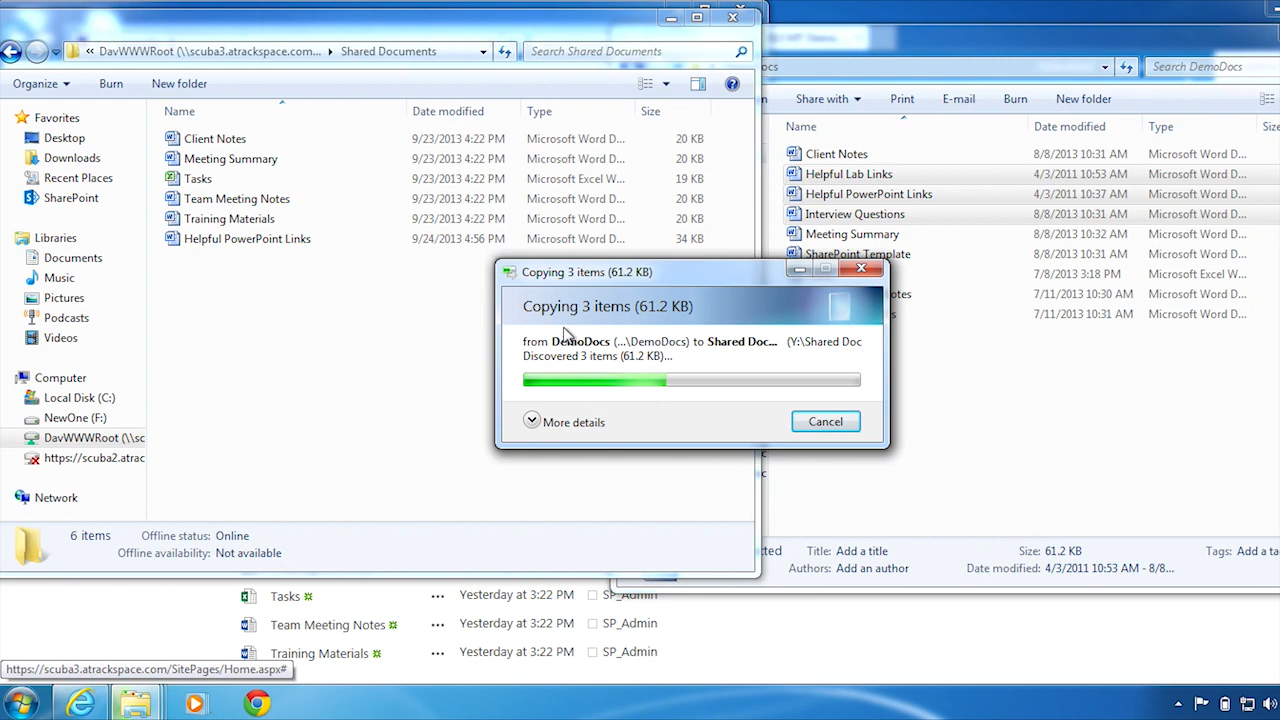 « DavWWWRoot (\\scuba3.atrackspace.com... ▸ Shared Documents
Search Shared Documents
Organize
Burn
New folder
Favorites
Desktop
Downloads
Recent Places
SharePoint
Libraries
Documents
Music
Pictures
Podcasts
Videos
Computer
Local Disk (C:)
NewOne (F:)
DavWWWRoot (\\sc
https://scuba2.atrac
Network
Name Date modified Type Size
Client Notes 9/23/2013 4:22 PM Microsoft Word D... 20 KB
Meeting Summary 9/23/2013 4:22 PM Microsoft Word D... 20 KB
Tasks 9/23/2013 4:22 PM Microsoft Excel W... 19 KB
Team Meeting Notes 9/23/2013 4:22 PM Microsoft Word D... 20 KB
Training Materials 9/23/2013 4:22 PM Microsoft Word D... 20 KB
Helpful PowerPoint Links 9/24/2013 4:56 PM Microsoft Word D... 34 KB
6 items Offline status: Online
Offline availability: Not available
ocs
Search DemoDocs
Share with
Print
E-mail
Burn
New folder
Name Date modified Type Size
Client Notes 8/8/2013 10:31 AM Microsoft Word D...
Helpful Lab Links 4/3/2011 10:53 AM Microsoft Word D...
Helpful PowerPoint Links 4/3/2011 10:37 AM Microsoft Word D...
Interview Questions 8/8/2013 10:31 AM Microsoft Word D...
Meeting Summary 8/8/2013 10:31 AM Microsoft Word D...
SharePoint Template 8/8/2013 10:31 AM Microsoft Word D...
7/8/2013 3:18 PM Microsoft Excel W...
otes 7/11/2013 10:30 AM Microsoft Word D...
s 7/11/2013 10:31 AM Microsoft Word D...
cted Title: Add a title Size: 61.2 KB Tags: Add a ta
Authors: Add an author Date modified: 4/3/2011 10:53 AM - 8/8...
Copying 3 items (61.2 KB)
Copying 3 items (61.2 KB)
from DemoDocs (...\DemoDocs) to Shared Doc... (Y:\Shared Doc
Discovered 3 items (61.2 KB)...
More details
Cancel
Tasks ... Yesterday at 3:22 PM SP_Admin
Team Meeting Notes ... Yesterday at 3:22 PM SP_Admin
Training Materials ... Yesterday at 3:22 PM SP_Admin
https://scuba3.atrackspace.com/SitePages/Home.aspx#